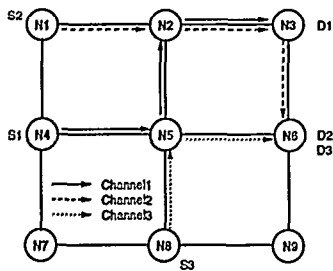 S2 N1 N2 N3 D1
S1 N4 N5 N6 D2
D3
Channel1
Channel2
Channel3
N7 N8 N9
S3